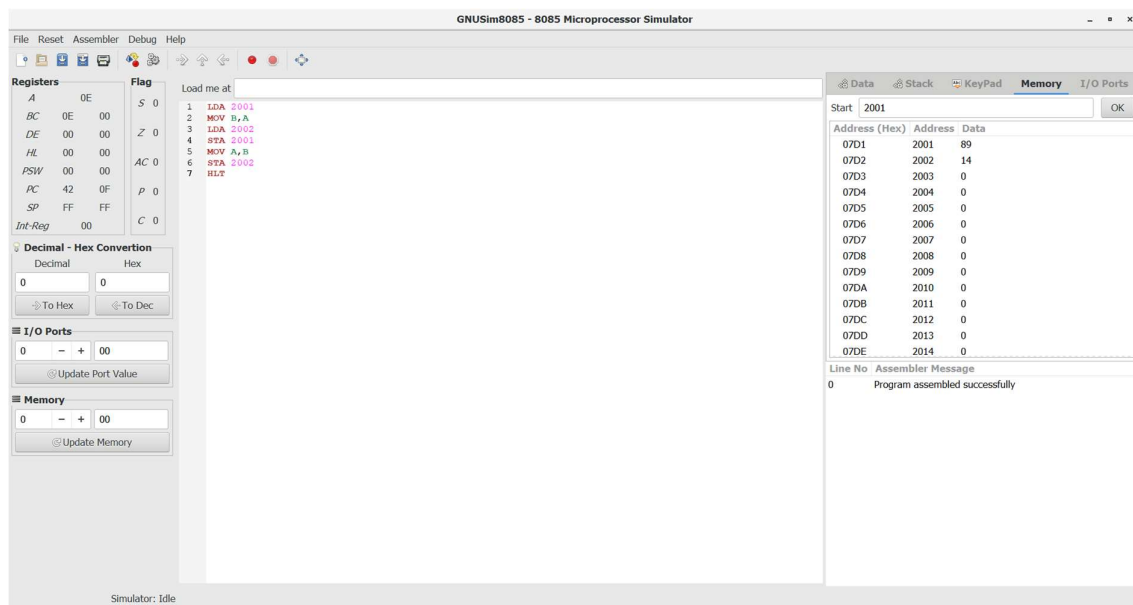 GNUSim8085 - 8085 Microprocessor Simulator
File Reset Assembler Debug Help
Registers
A 0E
BC 0E 00
DE 00 00
HL 00 00
PSW 00 00
PC 42 0F
SP FF FF
Int-Reg 00
Flag
S 0
Z 0
AC 0
P 0
C 0
Decimal - Hex Convertion
Decimal Hex
0 0
To Hex To Dec
I/O Ports
0 - + 00
Update Port Value
Memory
0 - + 00
Update Memory
Load me at
1 LDA 2001
2 MOV B,A
3 LDA 2002
4 STA 2001
5 MOV A,B
6 STA 2002
7 HLT
Data Stack KeyPad Memory I/O Ports
Start 2001 OK
Address (Hex) Address Data
07D1 2001 89
07D2 2002 14
07D3 2003 0
07D4 2004 0
07D5 2005 0
07D6 2006 0
07D7 2007 0
07D8 2008 0
07D9 2009 0
07DA 2010 0
07DB 2011 0
07DC 2012 0
07DD 2013 0
07DE 2014 0
Line No Assembler Message
0 Program assembled successfully
Simulator: Idle